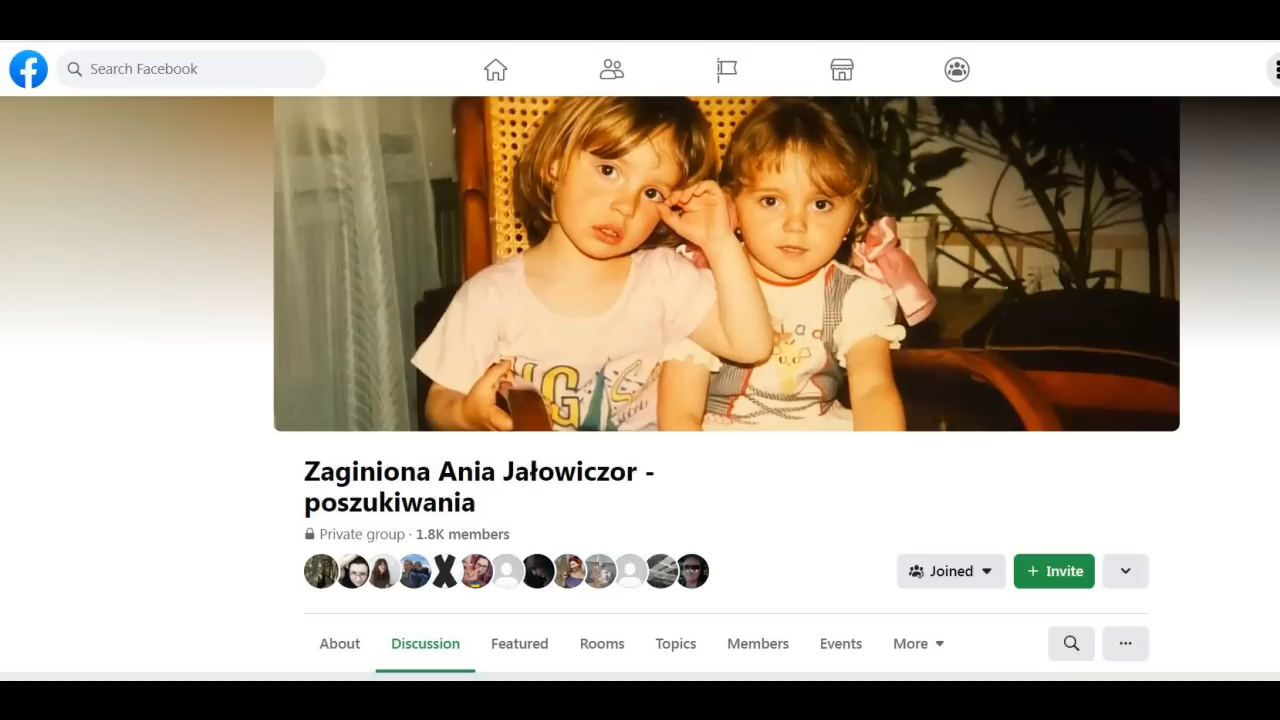 Search Facebook
Zaginiona Ania Jałowiczor -
poszukiwania
Private group · 1.8K members
Joined
+ Invite
About
Discussion
Featured
Rooms
Topics
Members
Events
More